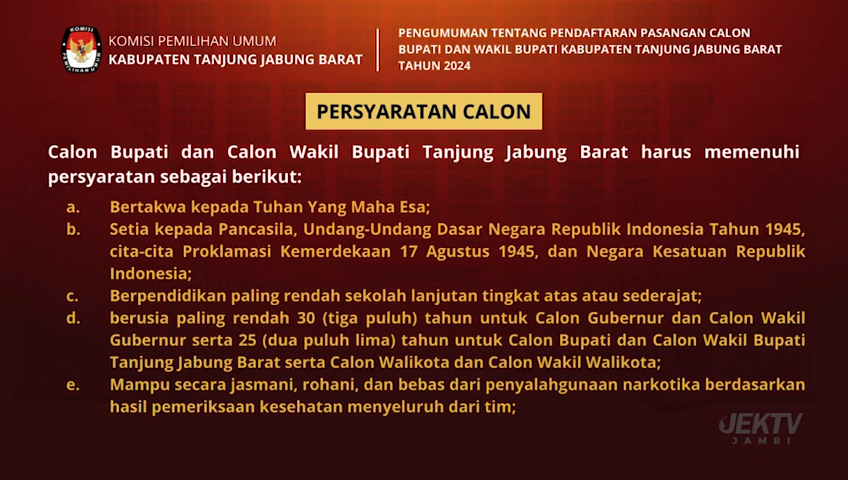 KOMISI PEMILIHAN UMUM
KABUPATEN TANJUNG JABUNG BARAT
PENGUMUMAN TENTANG PENDAFTARAN PASANGAN CALON
BUPATI DAN WAKIL BUPATI KABUPATEN TANJUNG JABUNG BARAT
TAHUN 2024
KOMISI
PEMILIHAN UMUM
PERSYARATAN CALON
Calon Bupati dan Calon Wakil Bupati Tanjung Jabung Barat harus memenuhi
persyaratan sebagai berikut:
a. Bertakwa kepada Tuhan Yang Maha Esa;
b. Setia kepada Pancasila, Undang-Undang Dasar Negara Republik Indonesia Tahun 1945,
cita-cita Proklamasi Kemerdekaan 17 Agustus 1945, dan Negara Kesatuan Republik
Indonesia;
c. Berpendidikan paling rendah sekolah lanjutan tingkat atas atau sederajat;
d. berusia paling rendah 30 (tiga puluh) tahun untuk Calon Gubernur dan Calon Wakil
Gubernur serta 25 (dua puluh lima) tahun untuk Calon Bupati dan Calon Wakil Bupati
Tanjung Jabung Barat serta Calon Walikota dan Calon Wakil Walikota;
e. Mampu secara jasmani, rohani, dan bebas dari penyalahgunaan narkotika berdasarkan
hasil pemeriksaan kesehatan menyeluruh dari tim;
JEKTV
JAMBI